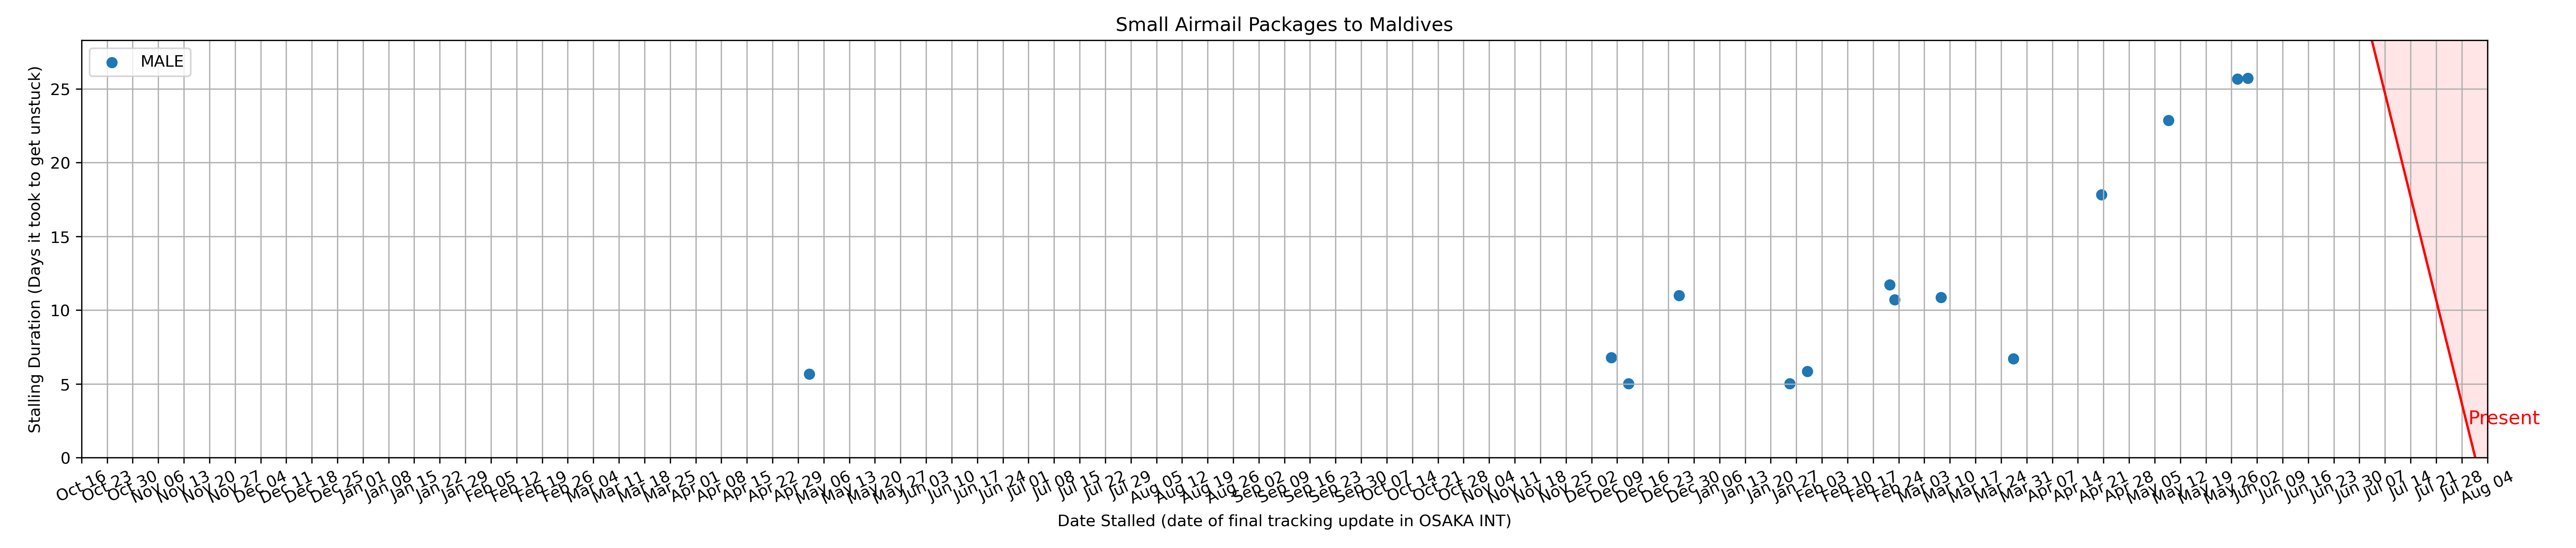 Small Airmail Packages to Maldives
MALE
Stalling Duration (Days it took to get unstuck)
25
20
15
10
5
0
Present
Oct 16 Oct 23 Oct 30 Nov 06 Nov 13 Nov 20 Nov 27 Dec 04 Dec 11 Dec 18 Dec 25 Jan 01 Jan 08 Jan 15 Jan 22 Jan 29 Feb 05 Feb 12 Feb 19 Feb 26 Mar 04 Mar 11 Mar 18 Mar 25 Apr 01 Apr 08 Apr 15 Apr 22 Apr 29 May 06 May 13 May 20 May 27 Jun 03 Jun 10 Jun 17 Jun 24 Jul 01 Jul 08 Jul 15 Jul 22 Jul 29 Aug 05 Aug 12 Aug 19 Aug 26 Sep 02 Sep 09 Sep 16 Sep 23 Sep 30 Oct 07 Oct 14 Oct 21 Oct 28 Nov 04 Nov 11 Nov 18 Nov 25 Dec 02 Dec 09 Dec 16 Dec 23 Dec 30 Jan 06 Jan 13 Jan 20 Jan 27 Feb 03 Feb 10 Feb 17 Feb 24 Mar 03 Mar 10 Mar 17 Mar 24 Mar 31 Apr 07 Apr 14 Apr 21 Apr 28 May 05 May 12 May 19 May 26 Jun 02 Jun 09 Jun 16 Jun 23 Jun 30 Jul 07 Jul 14 Jul 21 Jul 28 Aug 04
Date Stalled (date of final tracking update in OSAKA INT)